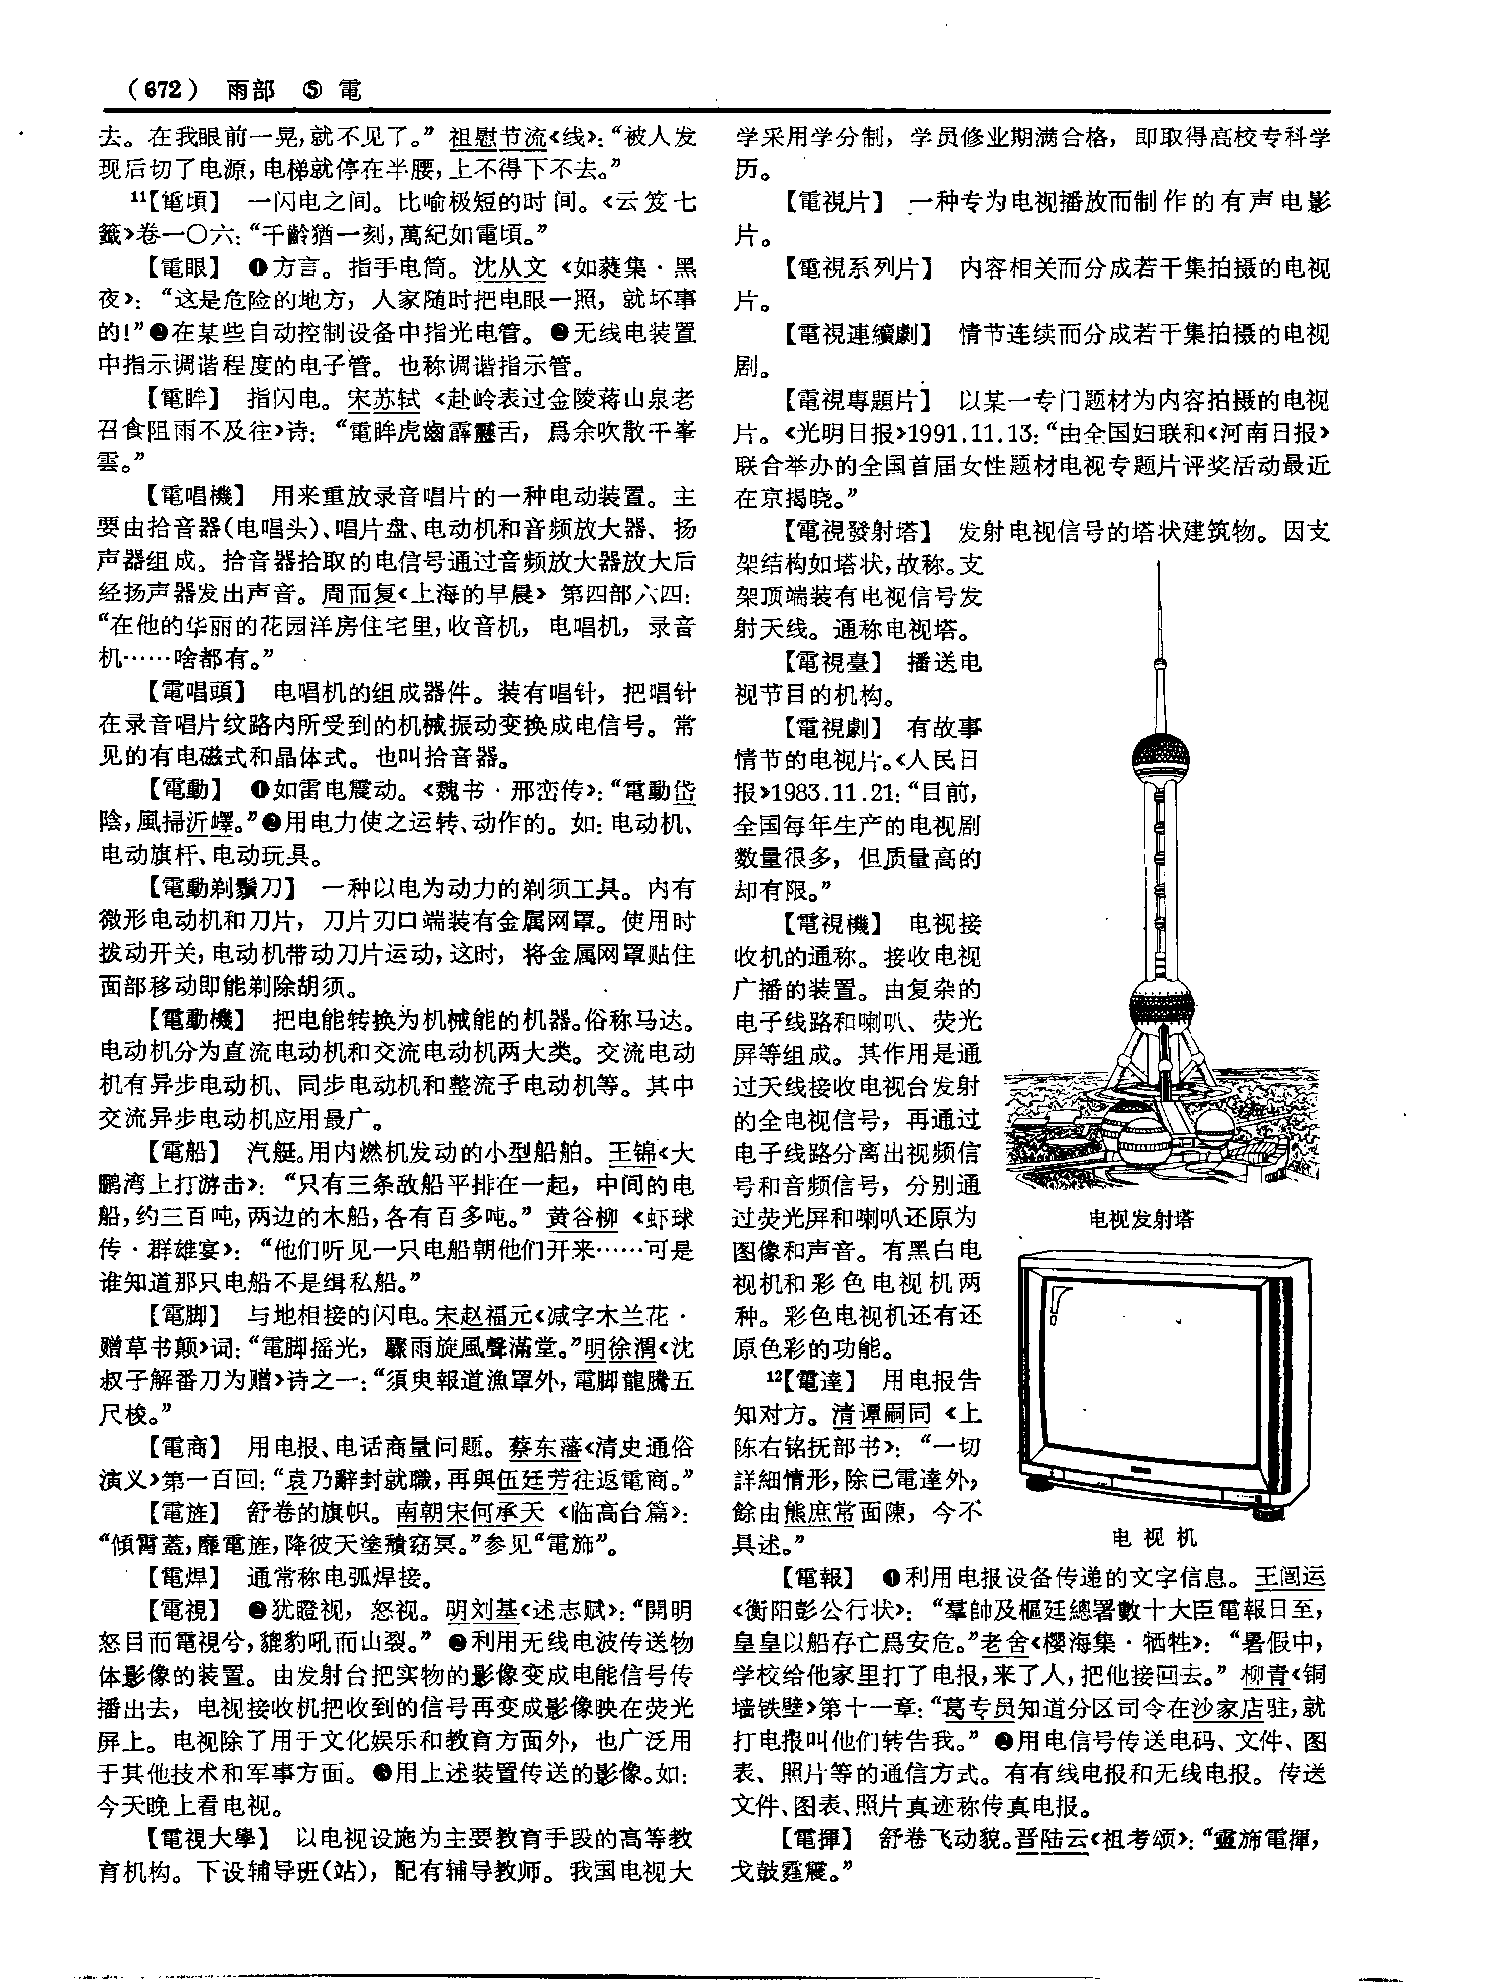 (672) 雨部 ⑤ 電
去。在我眼前一晃,就不见了。”祖慰节流《线》:“被人发
现后切了电源,电梯就停在半腰,上不得下不去。”
¹¹【電頃】 一闪电之间。比喻极短的时间。《云笈七
籤》卷一〇六:“千齡猶一刻,萬紀如電頃。”
【電眼】 ❶方言。指手电筒。沈从文《如蕤集·黑
夜》:“这是危险的地方,人家随时把电眼一照,就坏事
的!”❷在某些自动控制设备中指光电管。❸无线电装置
中指示调谐程度的电子管。也称调谐指示管。
【電眸】 指闪电。宋苏轼《赴岭表过金陵蒋山泉老
召食阻雨不及往》诗:“電眸虎齒霹靂舌,爲余吹散千峯
雲。”
【電唱機】 用来重放录音唱片的一种电动装置。主
要由拾音器(电唱头)、唱片盘、电动机和音频放大器、扬
声器组成。拾音器拾取的电信号通过音频放大器放大后
经扬声器发出声音。周而复《上海的早晨》第四部六四:
“在他的华丽的花园洋房住宅里,收音机,电唱机,录音
机……啥都有。”
【電唱頭】 电唱机的组成器件。装有唱针,把唱针
在录音唱片纹路内所受到的机械振动变换成电信号。常
见的有电磁式和晶体式。也叫拾音器。
【電動】 ❶如雷电震动。《魏书·邢峦传》:“電動岱
陰,風掃沂嶧。”❷用电力使之运转、动作的。如:电动机、
电动旗杆、电动玩具。
【電動剃鬚刀】 一种以电为动力的剃须工具。内有
微形电动机和刀片,刀片刃口端装有金属网罩。使用时
拨动开关,电动机带动刀片运动,这时,将金属网罩贴住
面部移动即能剃除胡须。
【電動機】 把电能转换为机械能的机器。俗称马达。
电动机分为直流电动机和交流电动机两大类。交流电动
机有异步电动机、同步电动机和整流子电动机等。其中
交流异步电动机应用最广。
【電船】 汽艇。用内燃机发动的小型船舶。王锦《大
鹏湾上打游击》:“只有三条敌船平排在一起,中间的电
船,约三百吨,两边的木船,各有百多吨。”黄谷柳《虾球
传·群雄宴》:“他们听见一只电船朝他们开来……可是
谁知道那只电船不是缉私船。”
【電脚】 与地相接的闪电。宋赵福元《减字木兰花·
赠草书颠》词:“電脚摇光,驟雨旋風聲滿堂。”明徐渭《沈
叔子解番刀为赠》诗之一:“須臾報道漁罩外,電脚龍騰五
尺梭。”
【電商】 用电报、电话商量问题。蔡东藩《清史通俗
演义》第一百回:“袁乃辭封就職,再與伍廷芳往返電商。”
【電旌】 舒卷的旗帜。南朝宋何承天《临高台篇》:
“傾霄蓋,靡電旌,降彼天塗頽窈冥。”参见“電旆”。
【電焊】 通常称电弧焊接。
【電視】 ❶犹瞪视,怒视。明刘基《述志赋》:“開明
怒目而電視兮,貔豹吼而山裂。” ❷利用无线电波传送物
体影像的装置。由发射台把实物的影像变成电能信号传
播出去,电视接收机把收到的信号再变成影像映在荧光
屏上。电视除了用于文化娱乐和教育方面外,也广泛用
于其他技术和军事方面。❸用上述装置传送的影像。如:
今天晚上看电视。
【電視大學】 以电视设施为主要教育手段的高等教
育机构。下设辅导班(站),配有辅导教师。我国电视大
学采用学分制,学员修业期满合格,即取得高校专科学
历。
【電視片】 一种专为电视播放而制作的有声电影
片。
【電視系列片】 内容相关而分成若干集拍摄的电视
片。
【電視連續劇】 情节连续而分成若干集拍摄的电视
剧。
【電視專題片】 以某一专门题材为内容拍摄的电视
片。《光明日报》1991.11.13:“由全国妇联和《河南日报》
联合举办的全国首届女性题材电视专题片评奖活动最近
在京揭晓。”
【電視發射塔】 发射电视信号的塔状建筑物。因支
架结构如塔状,故称。支
架顶端装有电视信号发
射天线。通称电视塔。
【電視臺】 播送电
视节目的机构。
【電視劇】 有故事
情节的电视片。《人民日
报》1983.11.21:“目前,
全国每年生产的电视剧
数量很多,但质量高的
却有限。”
【電視機】 电视接
收机的通称。接收电视
广播的装置。由复杂的
电子线路和喇叭、荧光
屏等组成。其作用是通
过天线接收电视台发射
的全电视信号,再通过
电子线路分离出视频信
号和音频信号,分别通
过荧光屏和喇叭还原为
图像和声音。有黑白电
视机和彩色电视机两
种。彩色电视机还有还
原色彩的功能。
¹²【電達】 用电报告
知对方。清谭嗣同《上
陈右铭抚部书》:“一切
詳細情形,除已電達外,
餘由熊庶常面陳,今不
具述。”
电视发射塔
电视机
【電報】 ❶利用电报设备传递的文字信息。王闿运
《衡阳彭公行状》:“羣帥及樞廷總署數十大臣電報日至,
皇皇以船存亡爲安危。”老舍《樱海集·牺牲》:“暑假中,
学校给他家里打了电报,来了人,把他接回去。”柳青《铜
墙铁壁》第十一章:“葛专员知道分区司令在沙家店驻,就
打电报叫他们转告我。” ❷用电信号传送电码、文件、图
表、照片等的通信方式。有有线电报和无线电报。传送
文件、图表、照片真迹称传真电报。
【電揮】 舒卷飞动貌。晋陆云《祖考颂》:“靈旆電揮,
戈鼓霆震。”